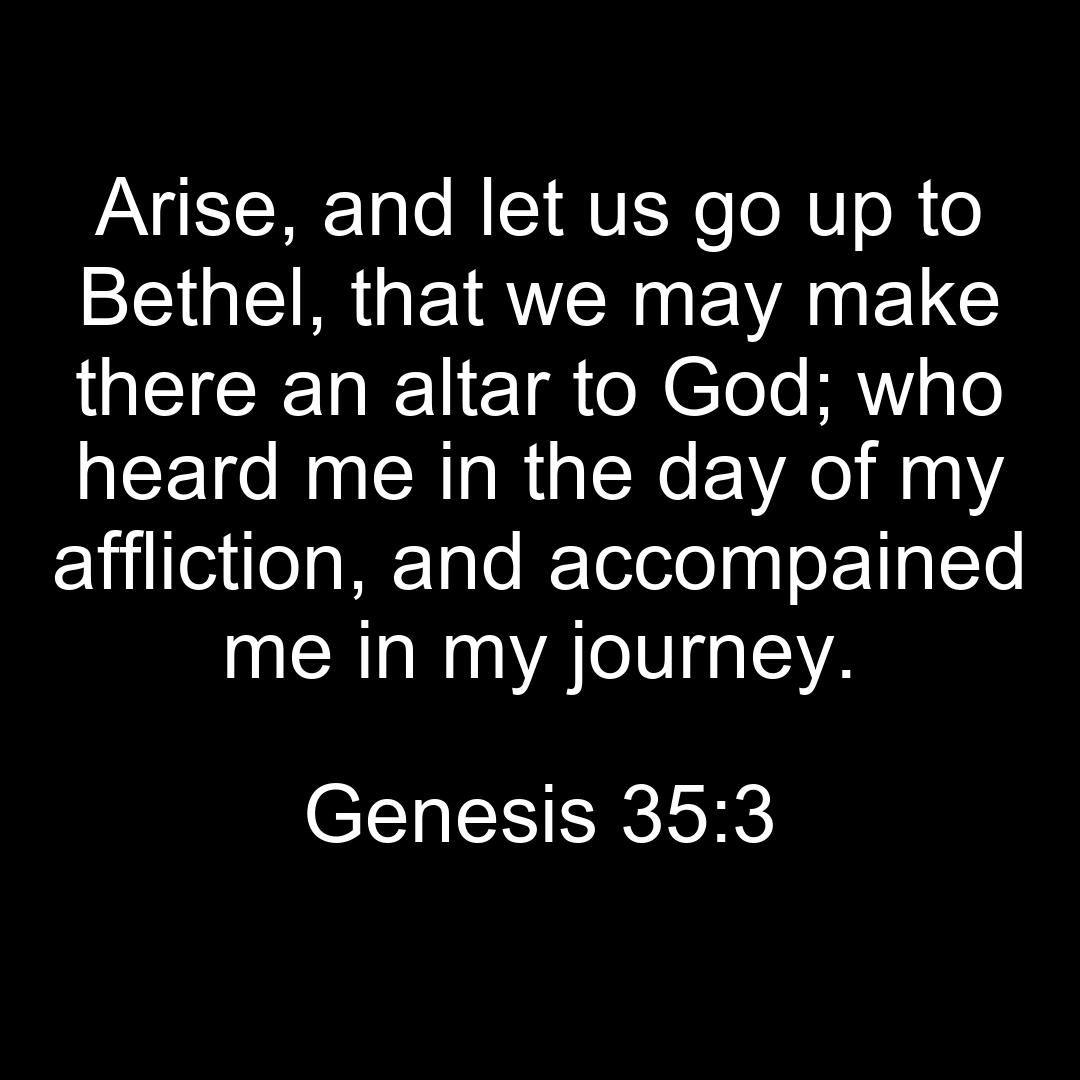 Arise, and let us go up to
Bethel, that we may make
there an altar to God; who
heard me in the day of my
affliction, and accompained
me in my journey.
Genesis 35:3